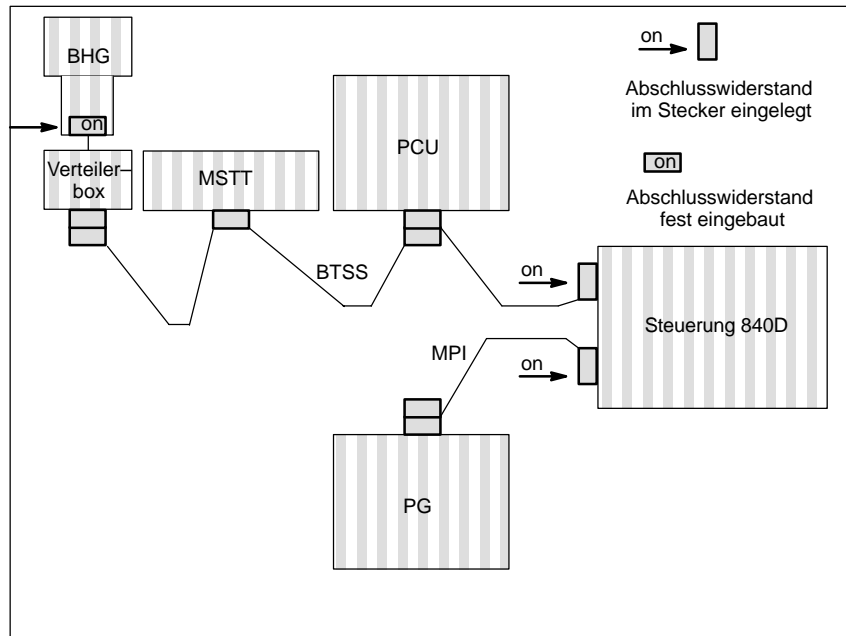 BHG
on
Verteiler–
box
MSTT
PCU
on
Abschlusswiderstand
im Stecker eingelegt
on
Abschlusswiderstand
fest eingebaut
BTSS
on
Steuerung 840D
MPI
on
PG